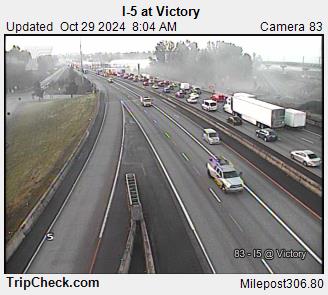 I-5 at Victory
Updated Oct 29 2024 8:04 AM Camera 83
83 - I5 @ Victory
TripCheck.com Milepost306.80